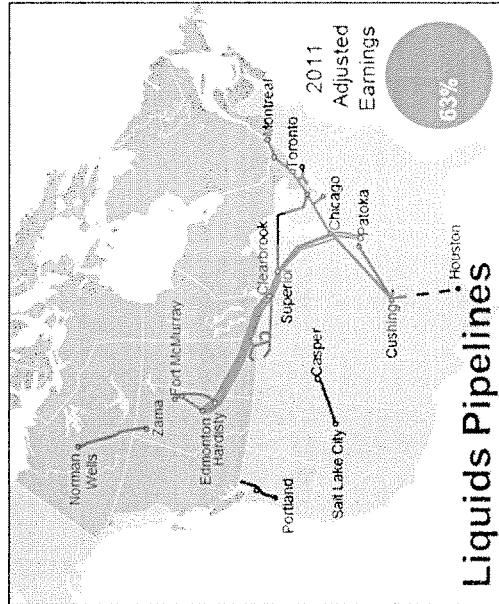 Norman
Wells
Zama
Fort McMurray
Edmonton
Hardisty
Clearbrook
Superior
Montreal
Toronto
Chicago
Patoka
Portland
Casper
Salt Lake City
Cushing
Houston
2011
Adjusted
Earnings
63%
Liquids Pipelines